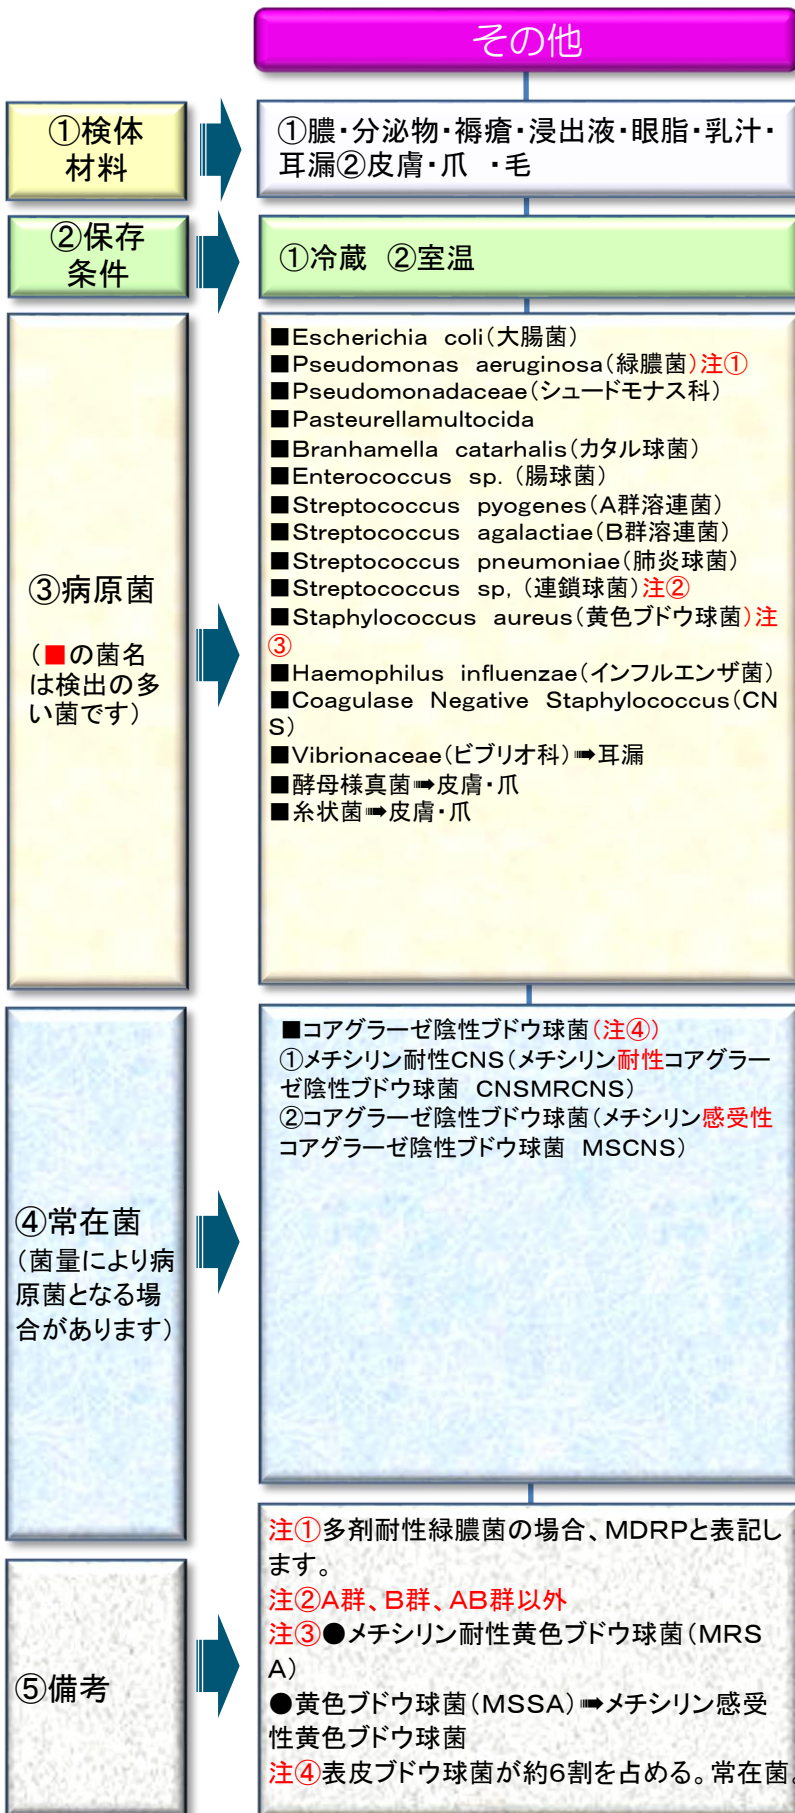 その他
①検体
材料
①膿・分泌物・褥瘡・浸出液・眼脂・乳汁・
耳漏②皮膚・爪 ・毛
②保存
条件
①冷蔵 ②室温
③病原菌
（■の菌名
は検出の多
い菌です）
■Escherichia coli（大腸菌）
■Pseudomonas aeruginosa（緑膿菌）注①
■Pseudomonadaceae（シュードモナス科）
■Pasteurellamultocida
■Branhamella catarhalis（カタル球菌）
■Enterococcus sp.（腸球菌）
■Streptococcus pyogenes（A群溶連菌）
■Streptococcus agalactiae（B群溶連菌）
■Streptococcus pneumoniae（肺炎球菌）
■Streptococcus sp,（連鎖球菌）注②
■Staphylococcus aureus（黄色ブドウ球菌）注
③
■Haemophilus influenzae（インフルエンザ菌）
■Coagulase Negative Staphylococcus（CN
S）
■Vibrionaceae（ビブリオ科）➠耳漏
■酵母様真菌➠皮膚・爪
■糸状菌➠皮膚・爪
④常在菌
（菌量により病
原菌となる場
合があります）
■コアグラーゼ陰性ブドウ球菌（注④）
①メチシリン耐性CNS（メチシリン耐性コアグラー
ゼ陰性ブドウ球菌 CNSMRCNS）
②コアグラーゼ陰性ブドウ球菌（メチシリン感受性
コアグラーゼ陰性ブドウ球菌 MSCNS）
⑤備考
注①多剤耐性緑膿菌の場合、MDRPと表記し
ます。
注②A群、B群、AB群以外
注③●メチシリン耐性黄色ブドウ球菌（MRS
A）
●黄色ブドウ球菌（MSSA）➠メチシリン感受
性黄色ブドウ球菌
注④表皮ブドウ球菌が約6割を占める。常在菌。